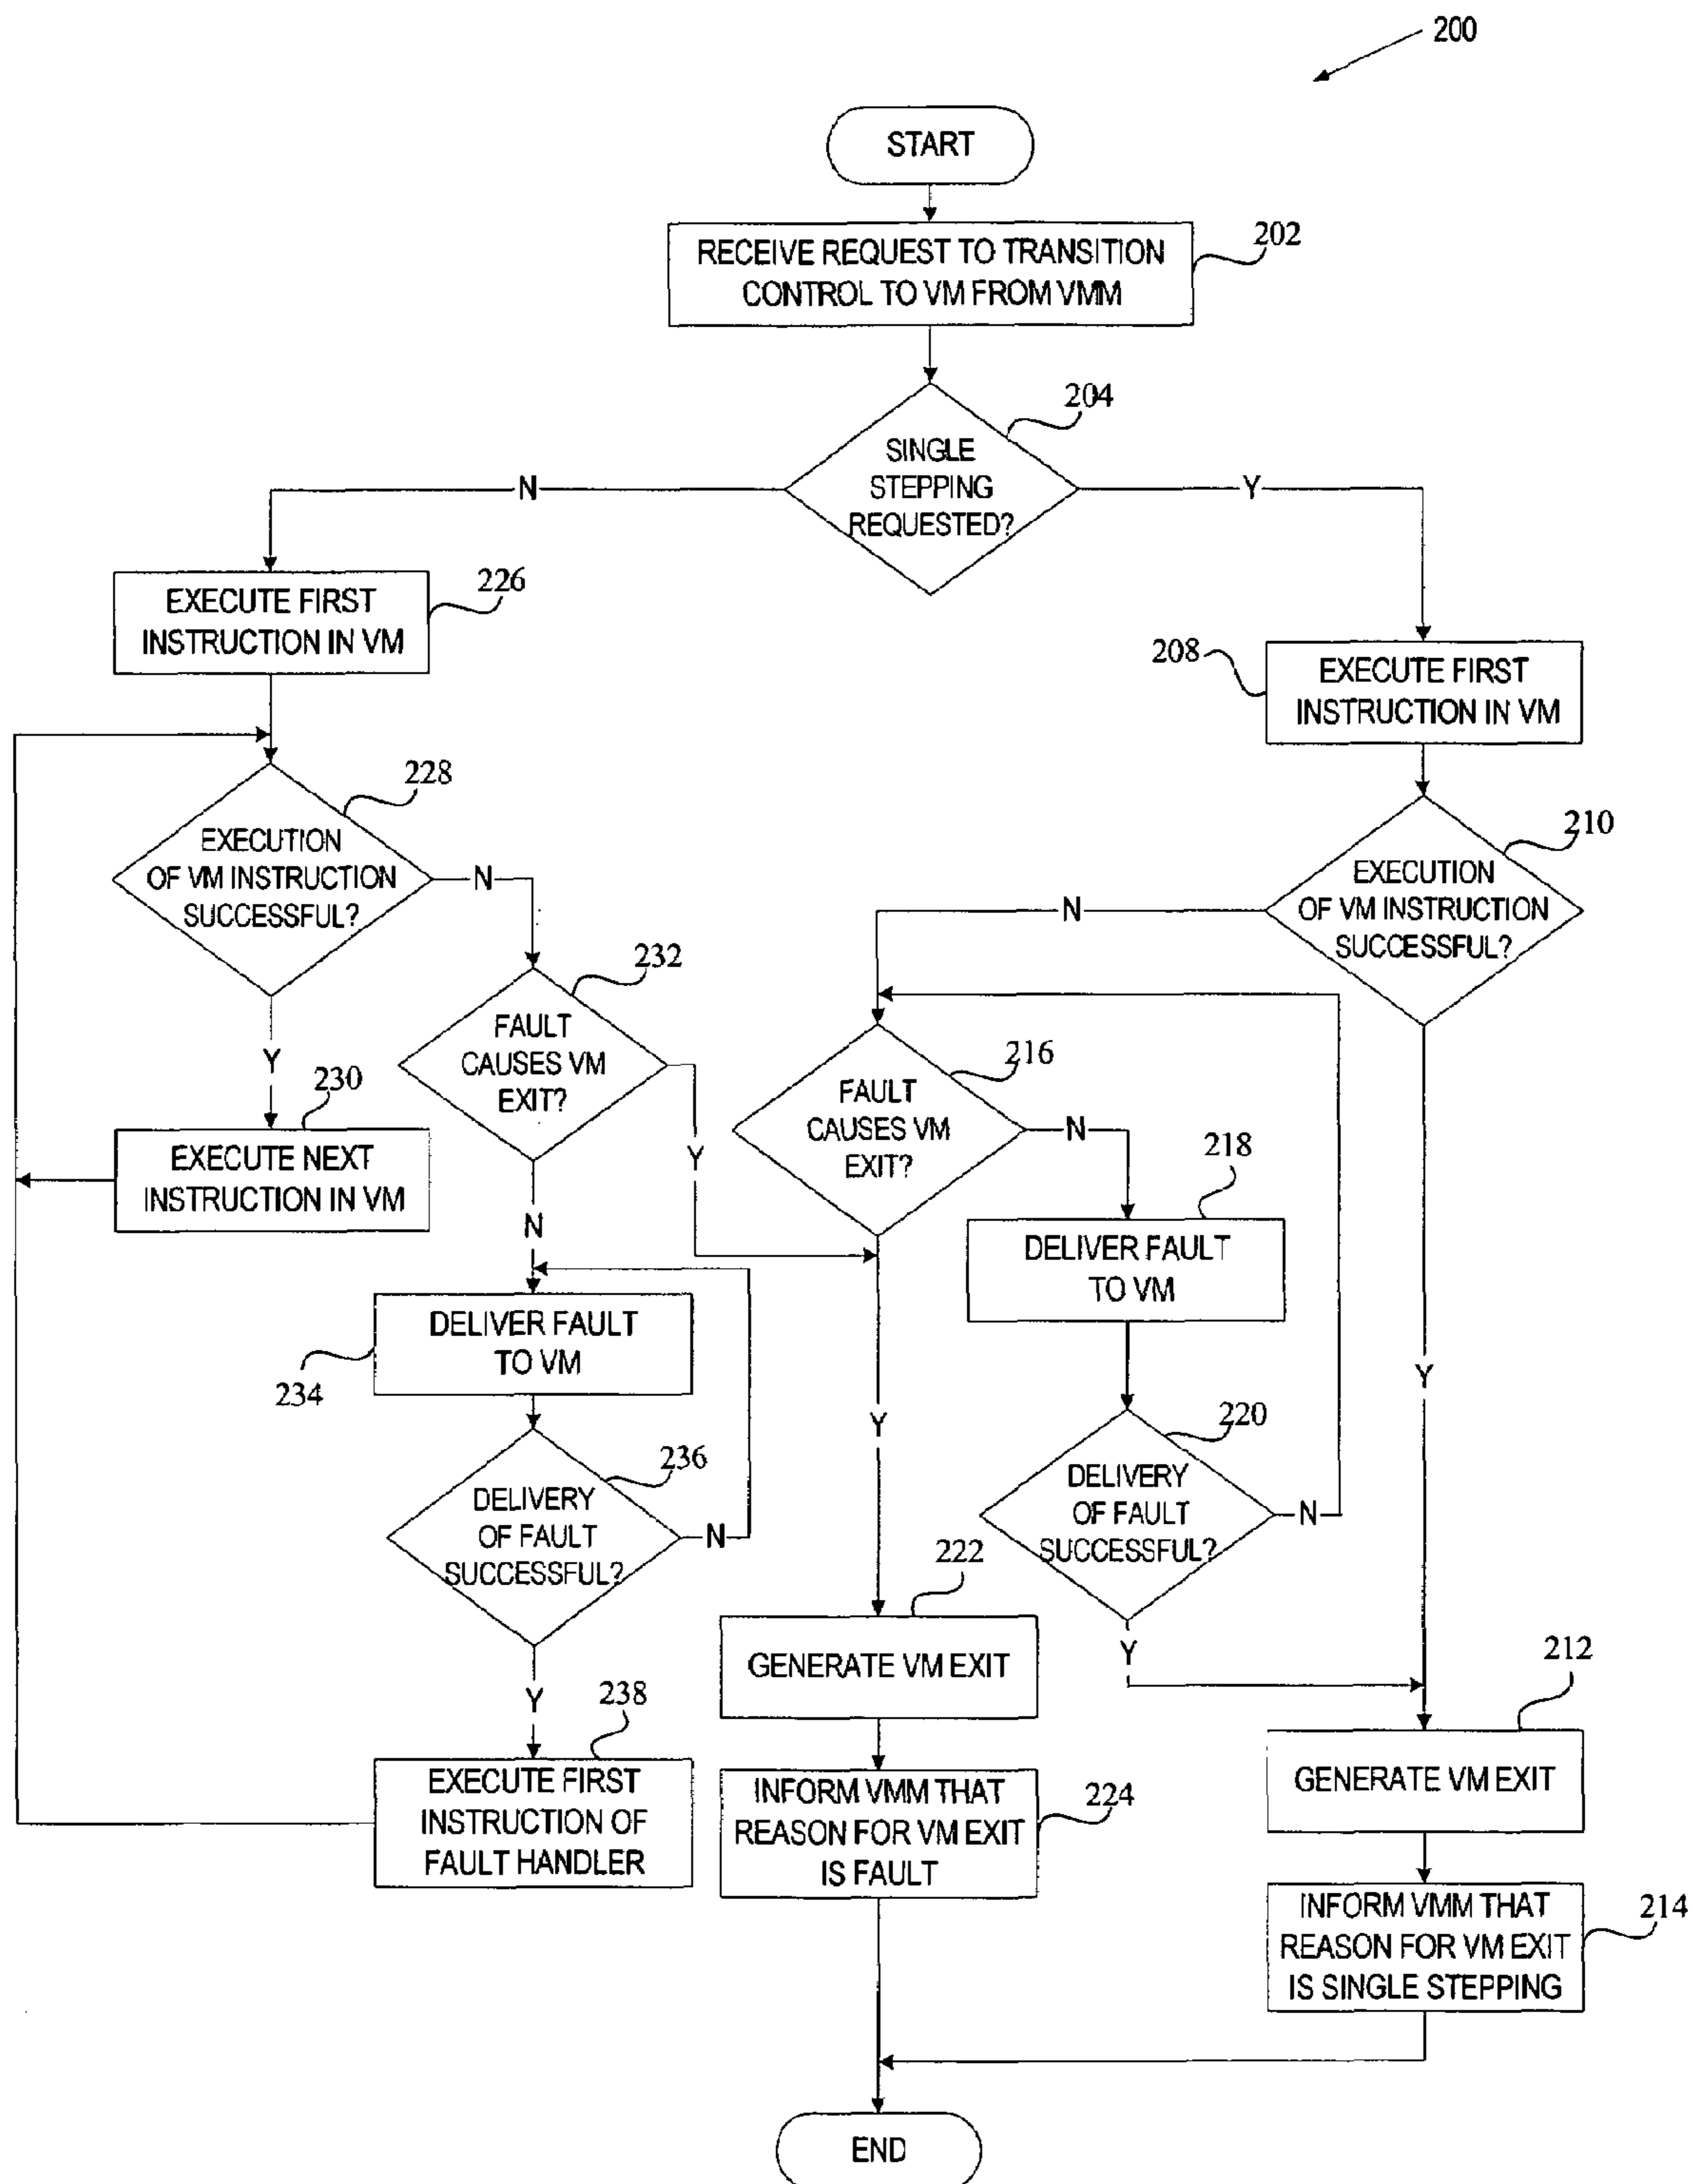 200
START
RECEIVE REQUEST TO TRANSITION
CONTROL TO VM FROM VMM
202
204
SINGLE
STEPPING
REQUESTED?
N
Y
EXECUTE FIRST
INSTRUCTION IN VM
226
208
EXECUTE FIRST
INSTRUCTION IN VM
228
EXECUTION
OF VM INSTRUCTION
SUCCESSFUL?
N
Y
210
EXECUTION
OF VM INSTRUCTION
SUCCESSFUL?
N
Y
230
EXECUTE NEXT
INSTRUCTION IN VM
232
FAULT
CAUSES VM
EXIT?
Y
N
216
FAULT
CAUSES VM
EXIT?
N
Y
218
DELIVER FAULT
TO VM
DELIVER FAULT
TO VM
234
220
DELIVERY
OF FAULT
SUCCESSFUL?
N
Y
236
DELIVERY
OF FAULT
SUCCESSFUL?
N
Y
222
GENERATE VM EXIT
212
GENERATE VM EXIT
238
EXECUTE FIRST
INSTRUCTION OF
FAULT HANDLER
INFORM VMM THAT
REASON FOR VM EXIT
IS FAULT
224
INFORM VMM THAT
REASON FOR VM EXIT
IS SINGLE STEPPING
214
END